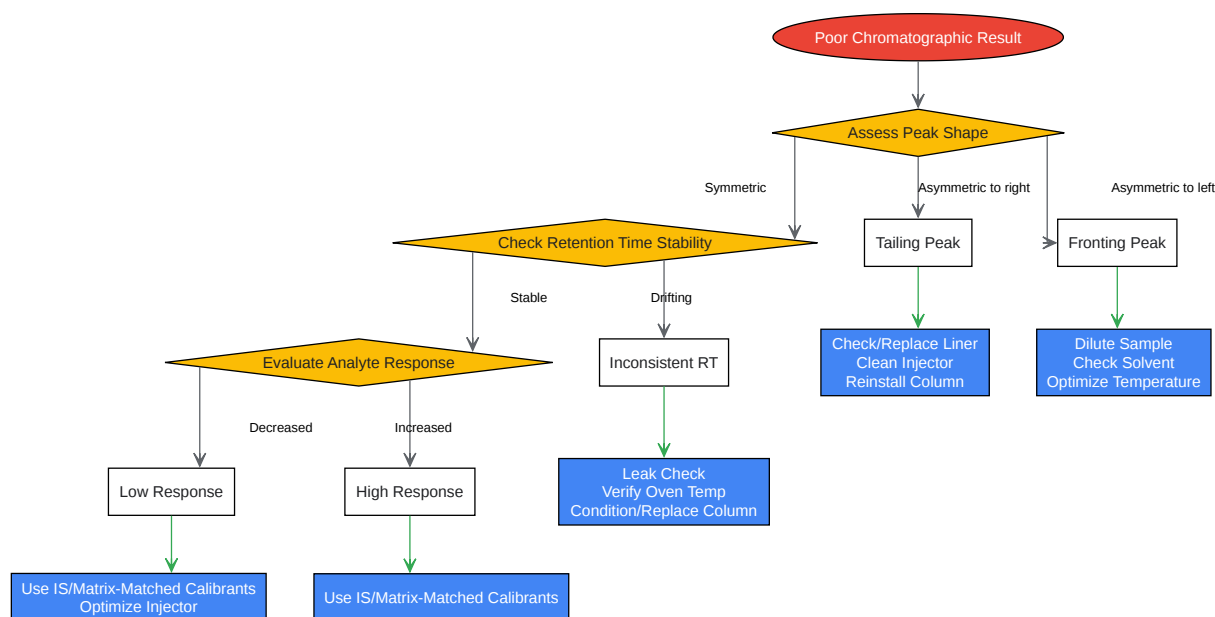 Poor Chromatographic Result
Assess Peak Shape
Symmetric
Asymmetric to right
Asymmetric to left
Check Retention Time Stability
Tailing Peak
Fronting Peak
Stable
Drifting
Check/Replace Liner
Clean Injector
Reinstall Column
Dilute Sample
Check Solvent
Optimize Temperature
Evaluate Analyte Response
Inconsistent RT
Decreased
Increased
Low Response
High Response
Leak Check
Verify Oven Temp
Condition/Replace Column
Use IS/Matrix-Matched Calibrants
Optimize Injector
Use IS/Matrix-Matched Calibrants